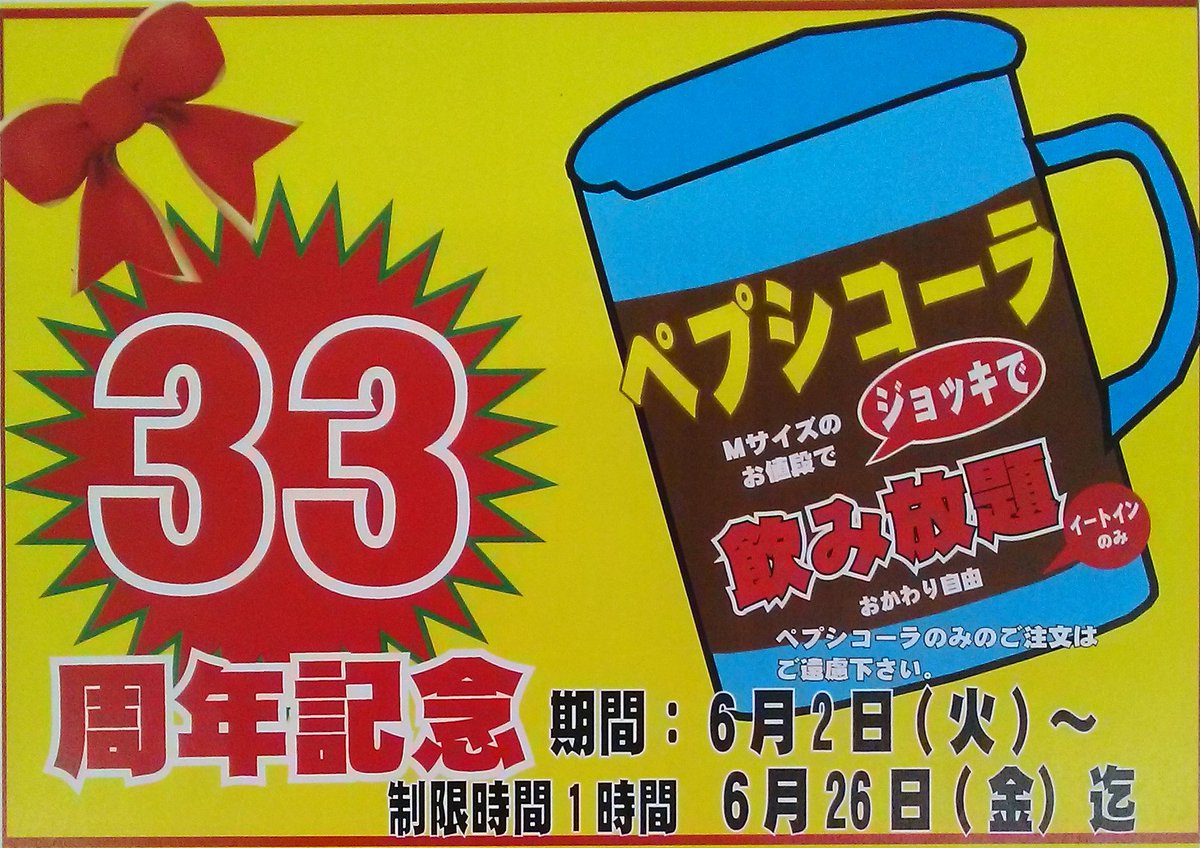 33
周年記念
ペプシコーラ
Mサイズの
お値段で
ジョッキで
飲み放題
イートイン
のみ
おかわり自由
ペプシコーラのみのご注文は
ご遠慮下さい。
期間：6月2日（火）～
6月26日（金）迄
制限時間1時間